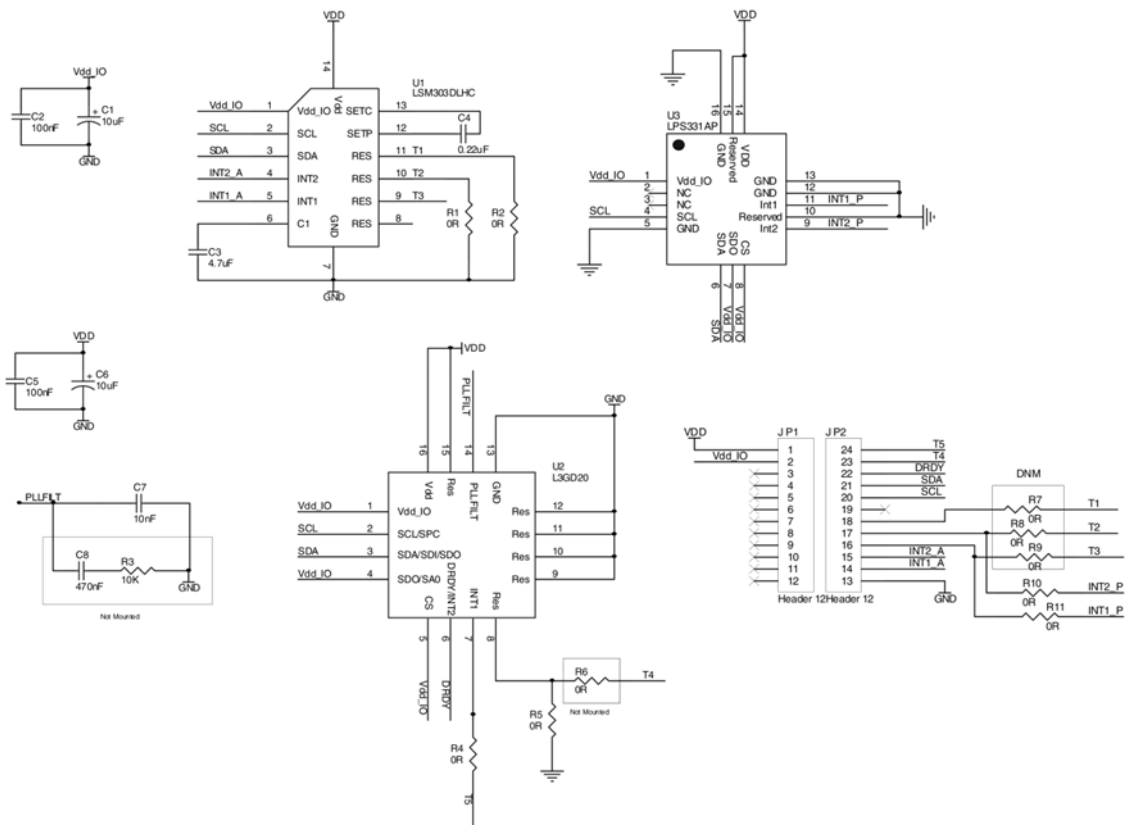 Vdd_IO
C2
100nF
C1
10uF
GND
VDD
14
U1
LSM303DLHC
Vdd
Vdd_IO 1 Vdd_IO SETC 13
SCL 2 SCL SETP 12
C4
0.22uF
SDA 3 SDA RES 11 T1
INT2_A 4 INT2 RES 10 T2
INT1_A 5 INT1 RES 9 T3
6 C1 RES 8
GND
7
R1
0R
R2
0R
C3
4.7uF
GND
VDD
U3
LPS331AP
16 15 14
GND Reserved VDD
Vdd_IO 1 Vdd_IO GND 13
2 NC GND 12
3 NC Int1 11 INT1_P
SCL 4 SCL Reserved 10
5 GND Int2 9 INT2_P
SDA SDO CS
6 7 8
SDA Vdd_IO Vdd_IO
VDD
C5
100nF
C6
10uF
GND
PLLFILT
C7
10nF
C8
470nF
R3
10K
GND
Not Mounted
VDD
PLLFILT
GND
16 15 14 13
U2
L3GD20
Vdd Res PLLFILT GND
Vdd_IO 1 Vdd_IO Res 12
SCL 2 SCL/SPC Res 11
SDA 3 SDA/SDI/SDO Res 10
Vdd_IO 4 SDO/SA0 Res 9
CS DRDY/INT2 INT1 Res
5 6 7 8
Vdd_IO DRDY
R4
0R
T5
R5
0R
R6
0R
T4
Not Mounted
VDD
Vdd_IO
JP1 JP2
1 24 T5
2 23 T4
3 22 DRDY
4 21 SDA
5 20 SCL
6 19
7 18
8 17
9 16
10 15 INT2_A
11 14 INT1_A
12 13
Header 12 Header 12
GND
DNM
R7
0R
T1
R8
0R
T2
R9
0R
T3
R10
0R
INT2_P
R11
0R
INT1_P